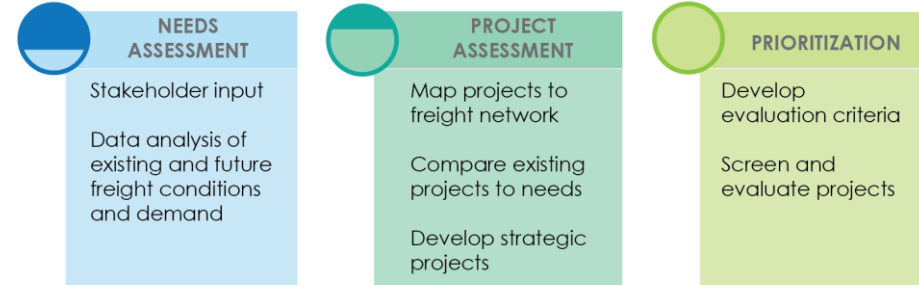 NEEDS
ASSESSMENT
Stakeholder input
Data analysis of
existing and future
freight conditions
and demand
PROJECT
ASSESSMENT
Map projects to
freight network
Compare existing
projects to needs
Develop strategic
projects
PRIORITIZATION
Develop
evaluation criteria
Screen and
evaluate projects